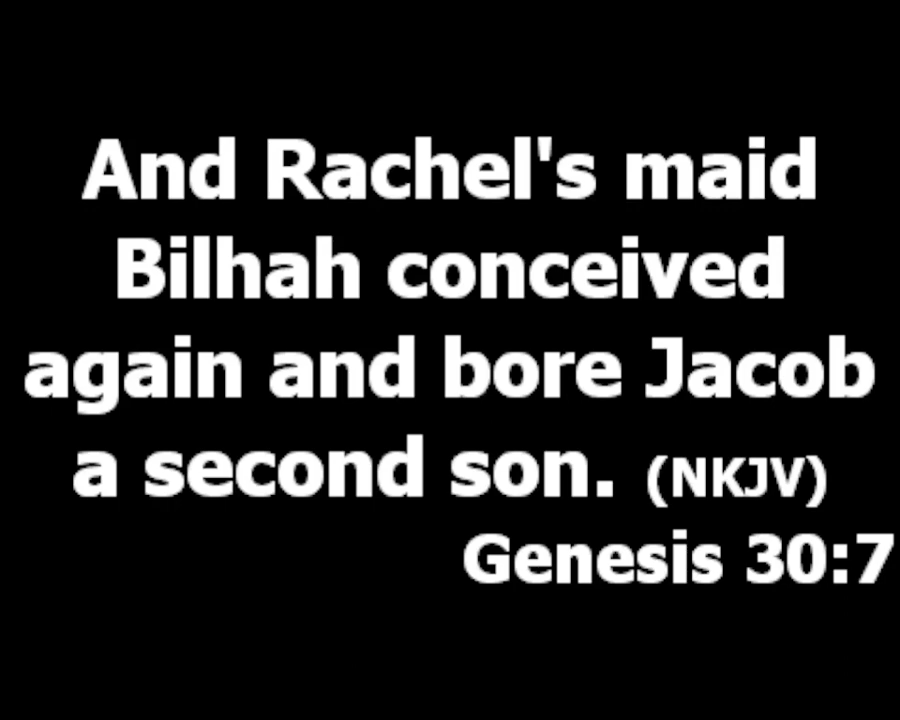 And Rachel's maid
Bilhah conceived
again and bore Jacob
a second son. (NKJV)
Genesis 30:7